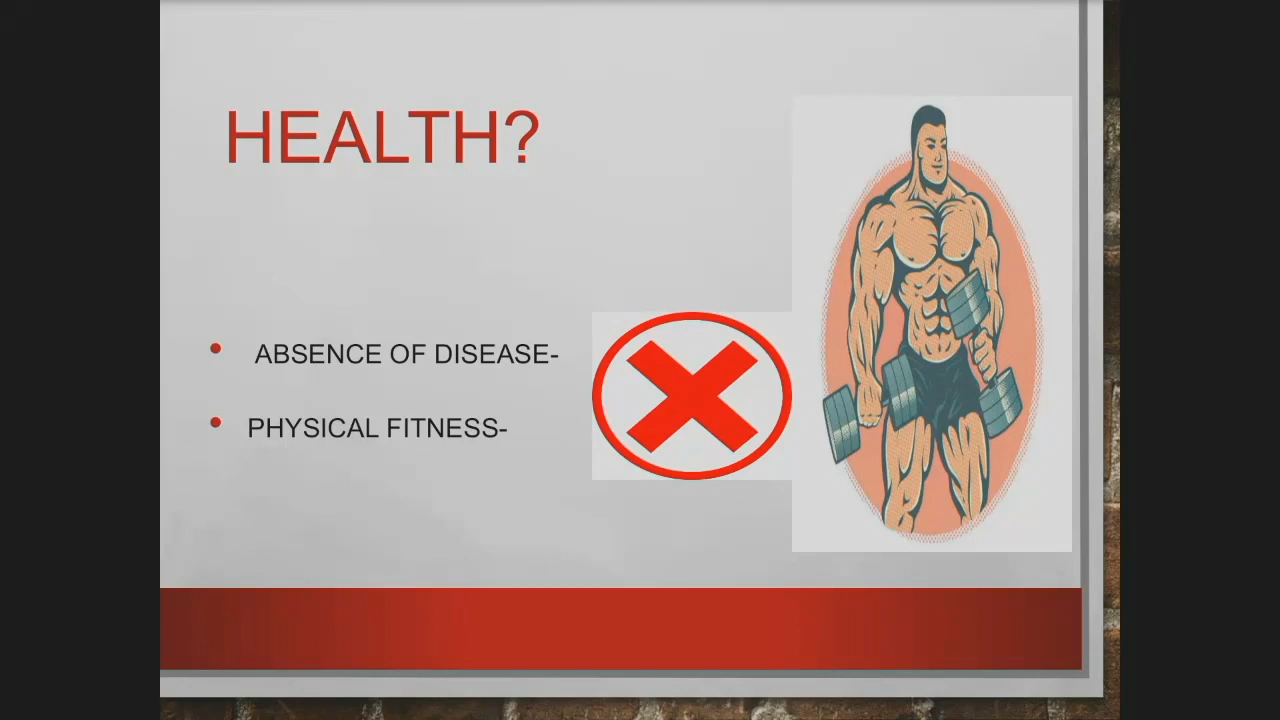 HEALTH?
ABSENCE OF DISEASE-
PHYSICAL FITNESS-